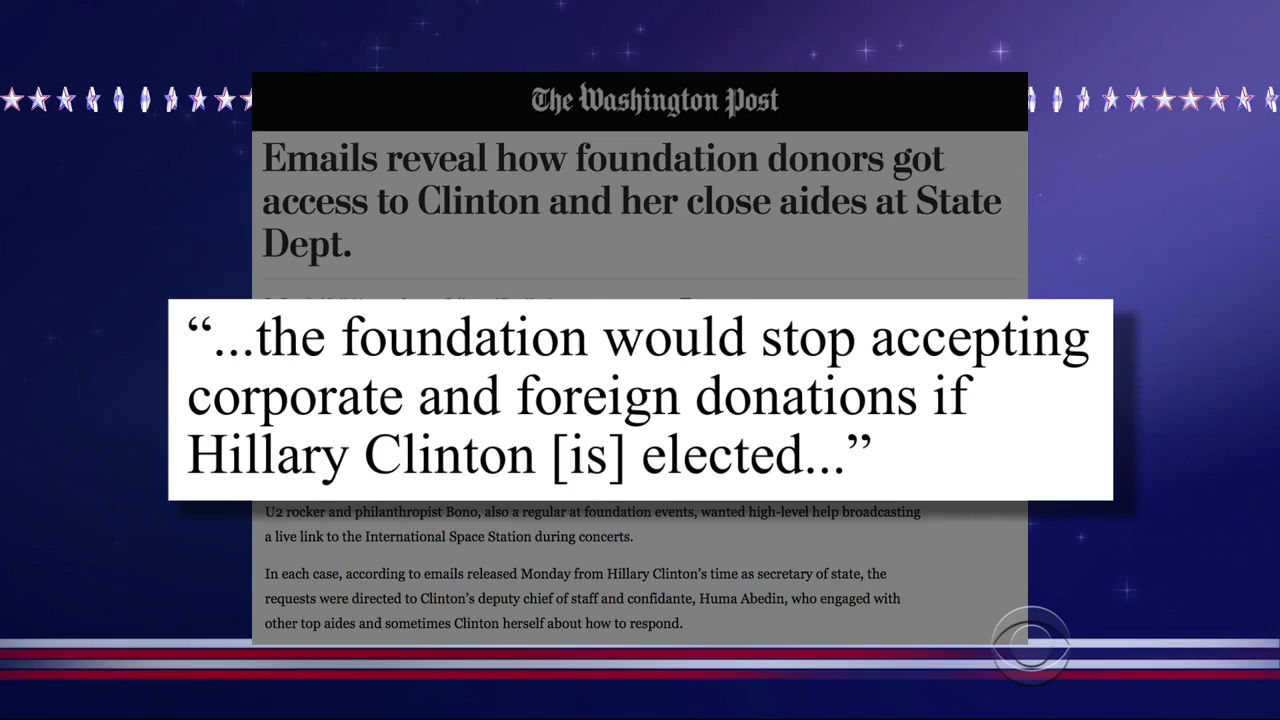 The Washington Post
Emails reveal how foundation donors got
access to Clinton and her close aides at State
Dept.
“...the foundation would stop accepting
corporate and foreign donations if
Hillary Clinton [is] elected...”
U2 rocker and philanthropist Bono, also a regular at foundation events, wanted high-level help broadcasting
a live link to the International Space Station during concerts.
In each case, according to emails released Monday from Hillary Clinton’s time as secretary of state, the
requests were directed to Clinton’s deputy chief of staff and confidante, Huma Abedin, who engaged with
other top aides and sometimes Clinton herself about how to respond.